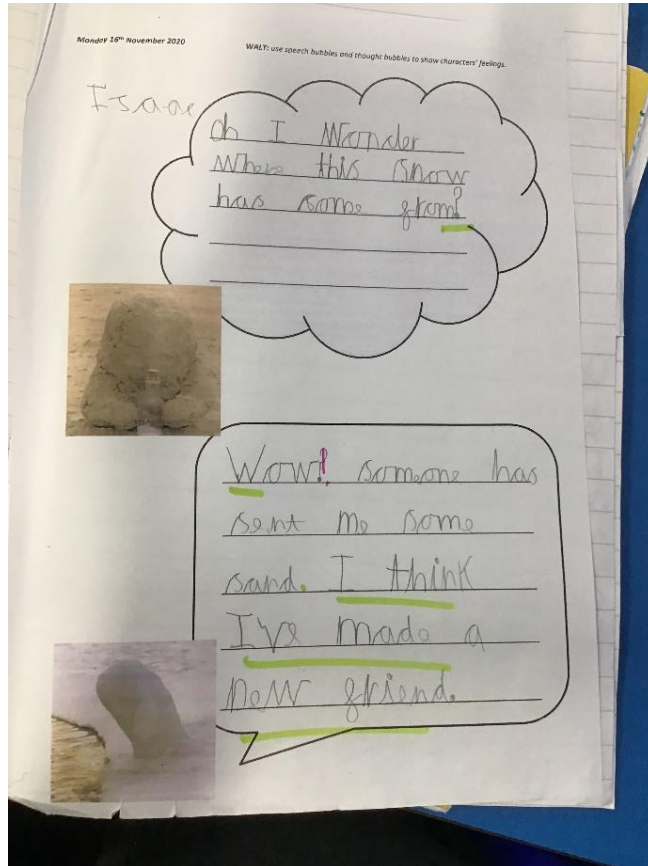 Monday 16th November 2020
WALT: use speech bubbles and thought bubbles to show characters' feelings.
Isaac
oh I Wonder
Where this snow
has some from?
Wow! someone has
sent me some
sand. I think
I've made a
new friend.